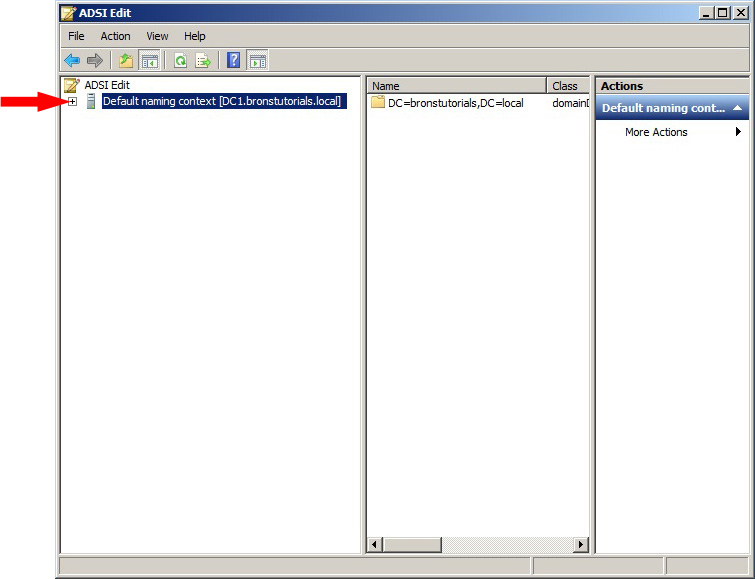 ADSI Edit
File Action View Help
ADSI Edit
Default naming context [DC1.bronstutorials.local]
Name Class
DC=bronstutorials,DC=local domainD
Actions
Default naming cont...
More Actions